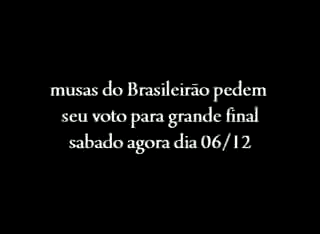 musas do Brasileirão pedem
seu voto para grande final
sabado agora dia 06/12